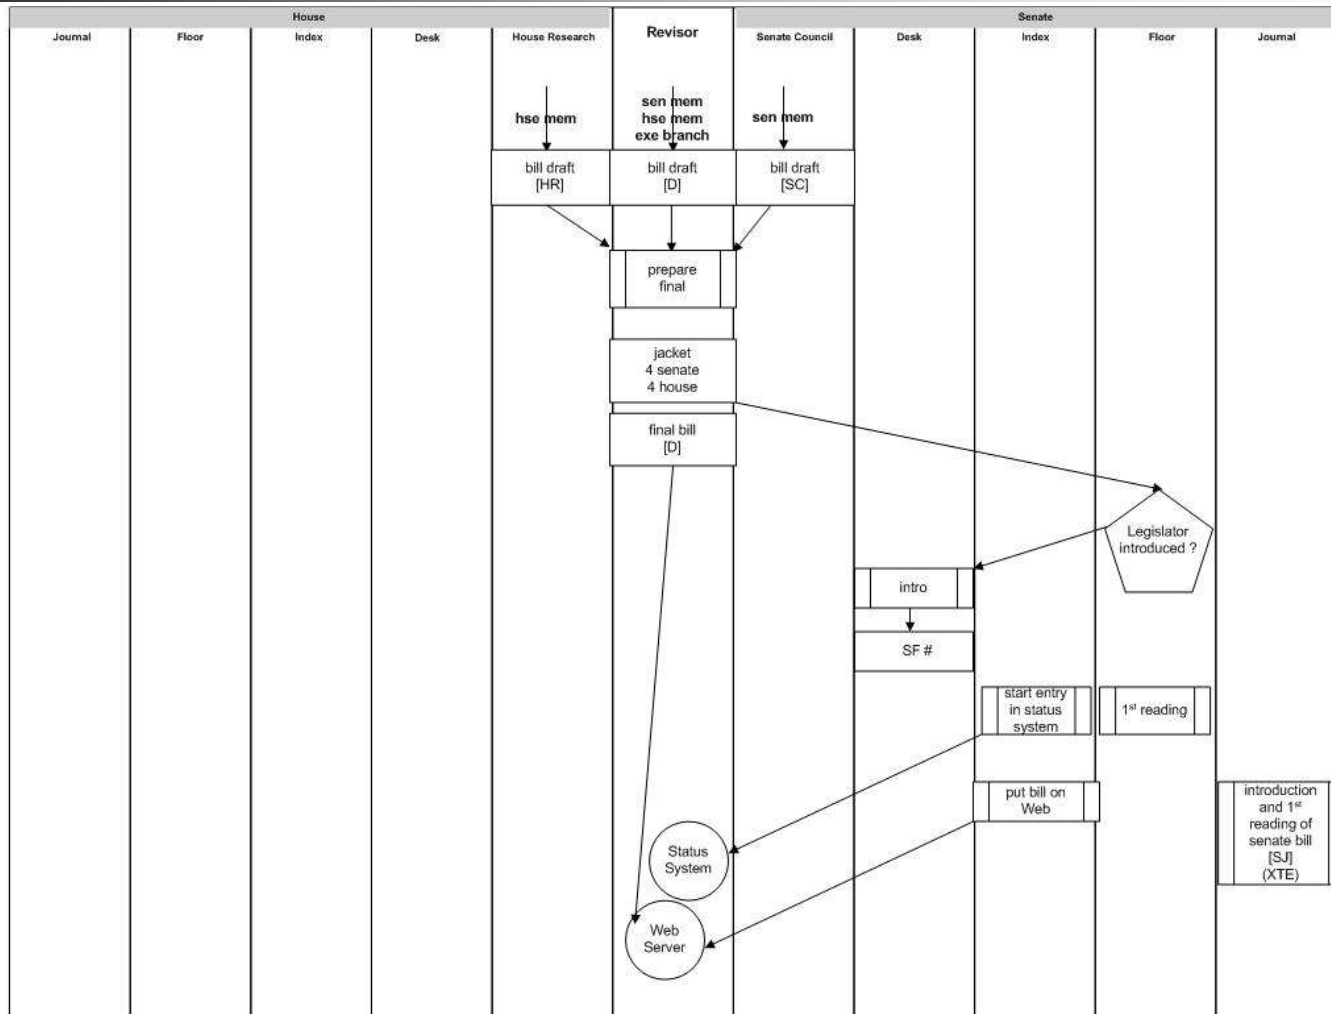 House
Senate
Journal
Floor
Index
Desk
House Research
Revisor
Senate Council
Desk
Index
Floor
Journal
hse mem
sen mem
hse mem
exe branch
sen mem
bill draft
[HR]
bill draft
[D]
bill draft
[SC]
prepare
final
jacket
4 senate
4 house
final bill
[D]
Legislator
introduced ?
intro
SF #
start entry
in status
system
1st reading
put bill on
Web
introduction
and 1st
reading of
senate bill
[SJ]
(XTE)
Status
System
Web
Server